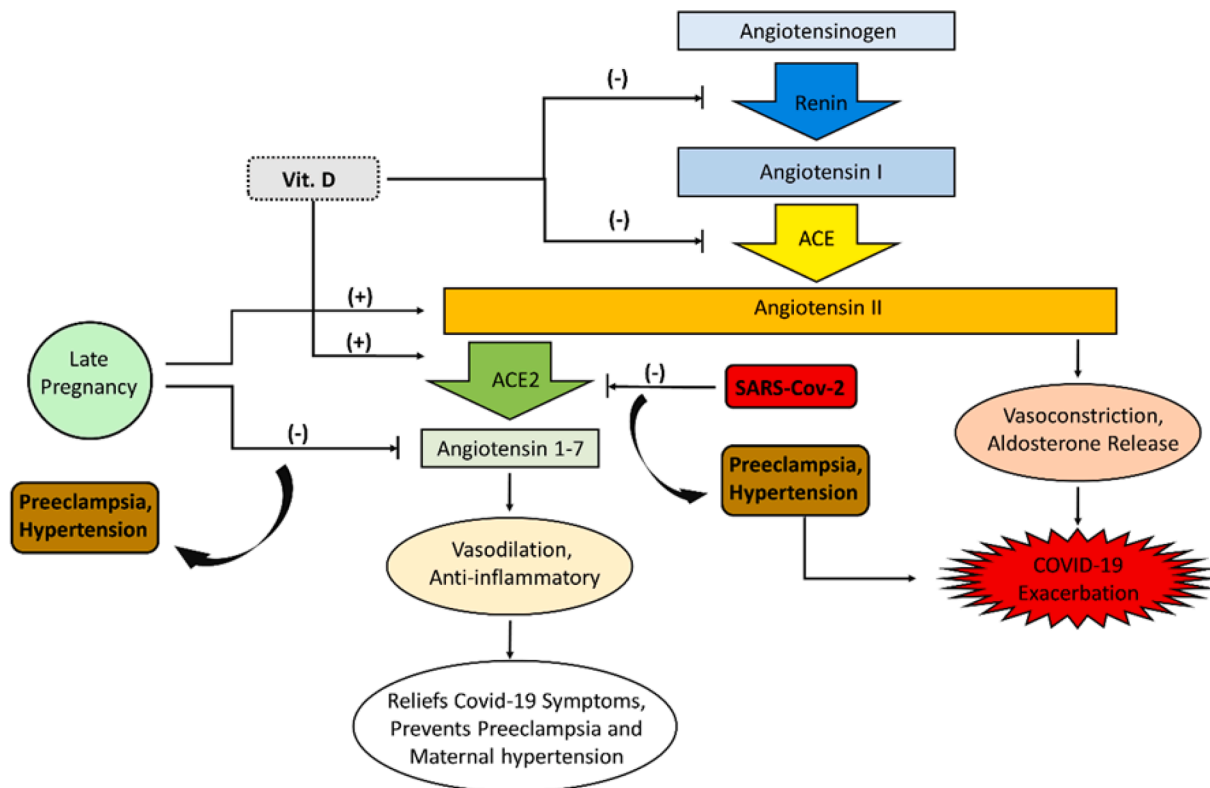 Angiotensinogen
(-)
Renin
Vit. D
Angiotensin I
(-)
ACE
(+)
Angiotensin II
Late
Pregnancy
(+)
ACE2
(-)
SARS-Cov-2
Vasoconstriction,
Aldosterone Release
(-)
Angiotensin 1-7
Preeclampsia,
Hypertension
Preeclampsia,
Hypertension
Vasodilation,
Anti-inflammatory
COVID-19
Exacerbation
Reliefs Covid-19 Symptoms,
Prevents Preeclampsia and
Maternal hypertension